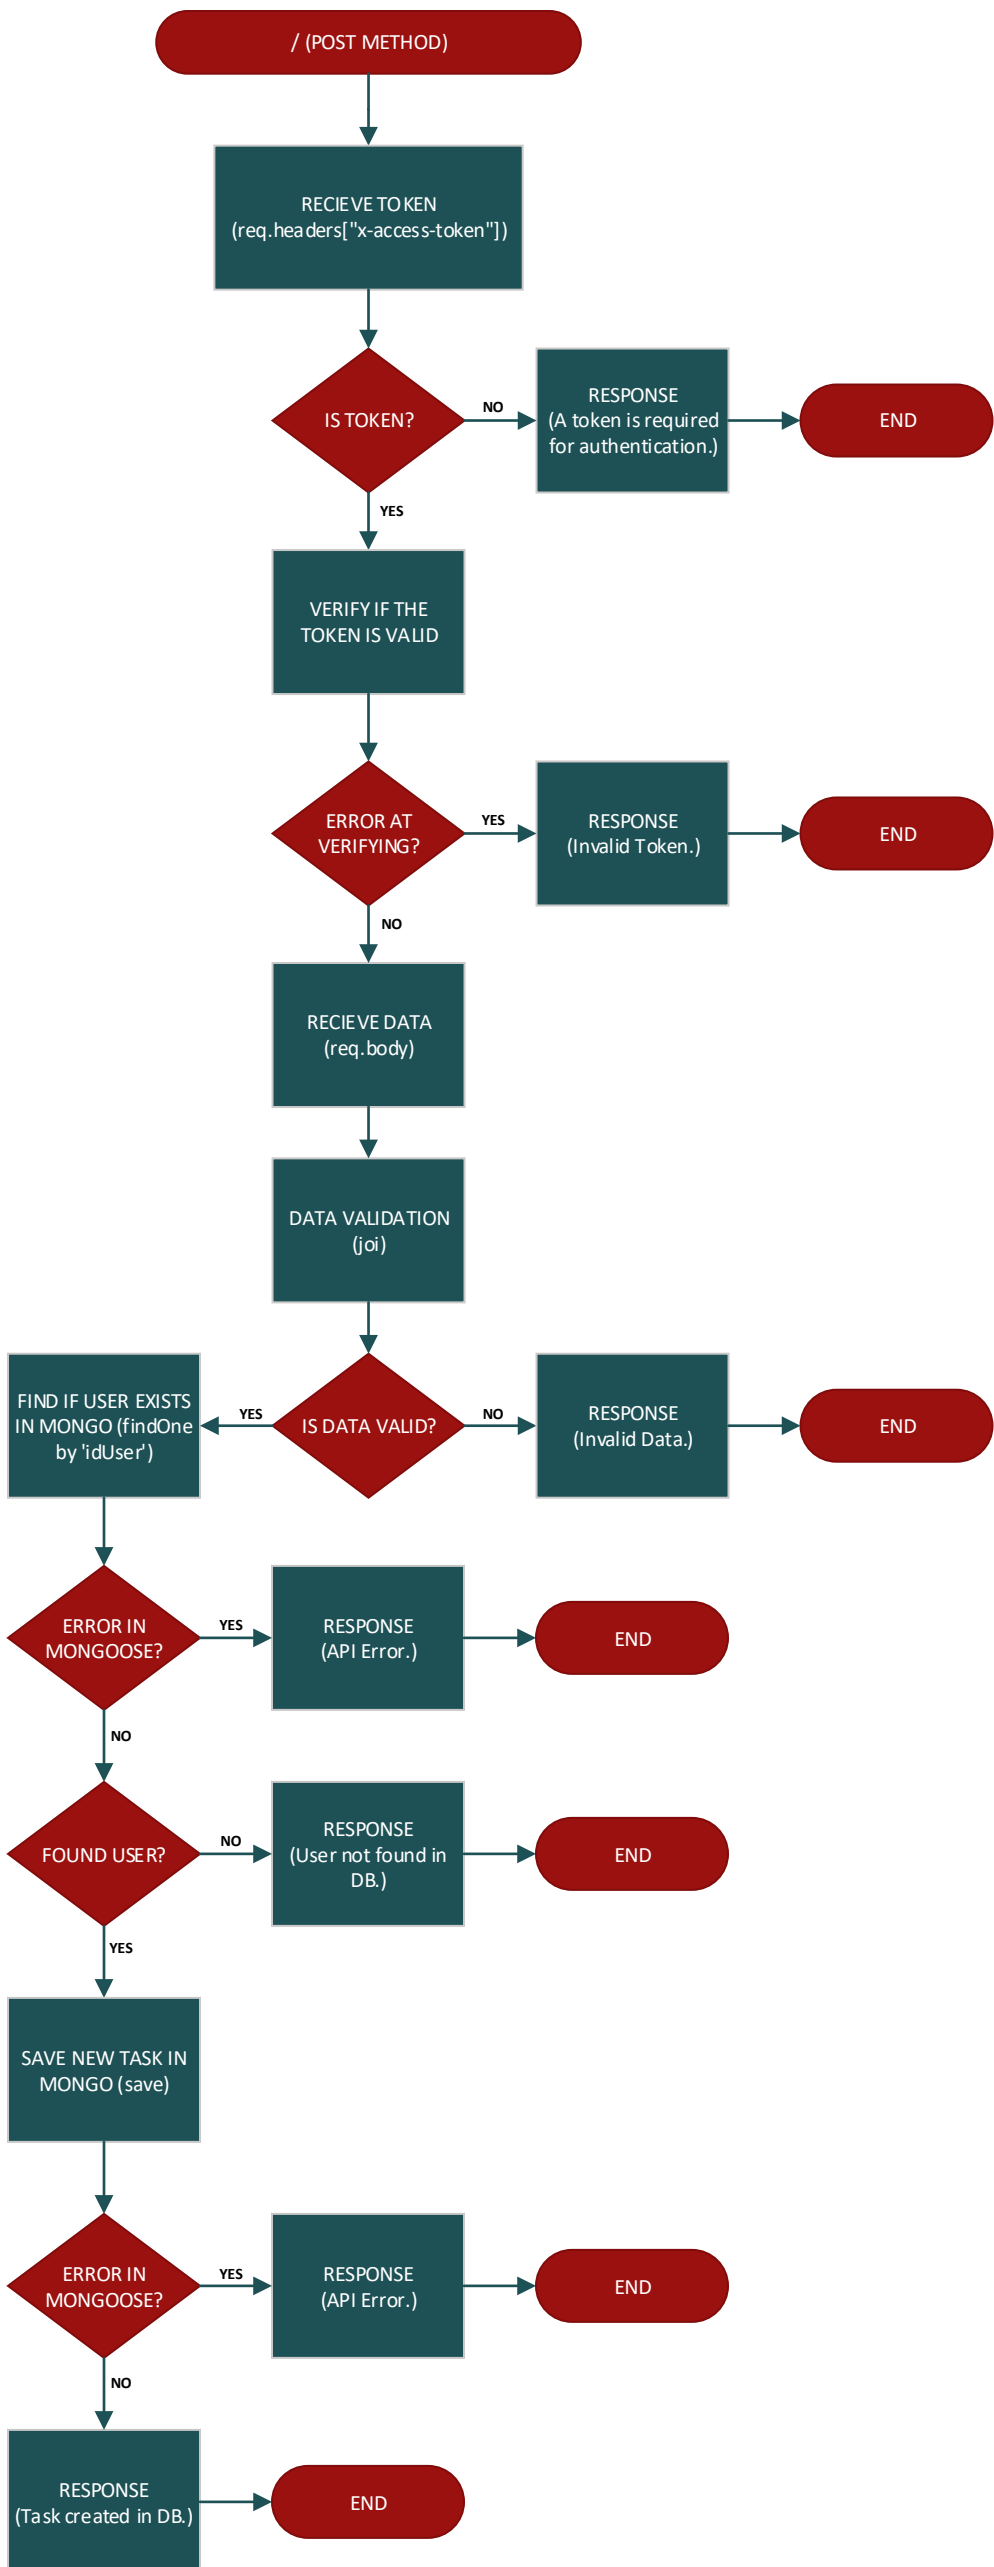 / (POST METHOD)
RECIEVE TOKEN
(req.headers["x-access-token"])
IS TOKEN?
NO
RESPONSE
(A token is required
for authentication.)
END
YES
VERIFY IF THE
TOKEN IS VALID
ERROR AT
VERIFYING?
YES
RESPONSE
(Invalid Token.)
END
NO
RECIEVE DATA
(req.body)
DATA VALIDATION
(joi)
FIND IF USER EXISTS
IN MONGO (findOne
by 'idUser')
YES
IS DATA VALID?
NO
RESPONSE
(Invalid Data.)
END
ERROR IN
MONGOOSE?
YES
RESPONSE
(API Error.)
END
NO
FOUND USER?
NO
RESPONSE
(User not found in
DB.)
END
YES
SAVE NEW TASK IN
MONGO (save)
ERROR IN
MONGOOSE?
YES
RESPONSE
(API Error.)
END
NO
RESPONSE
(Task created in DB.)
END